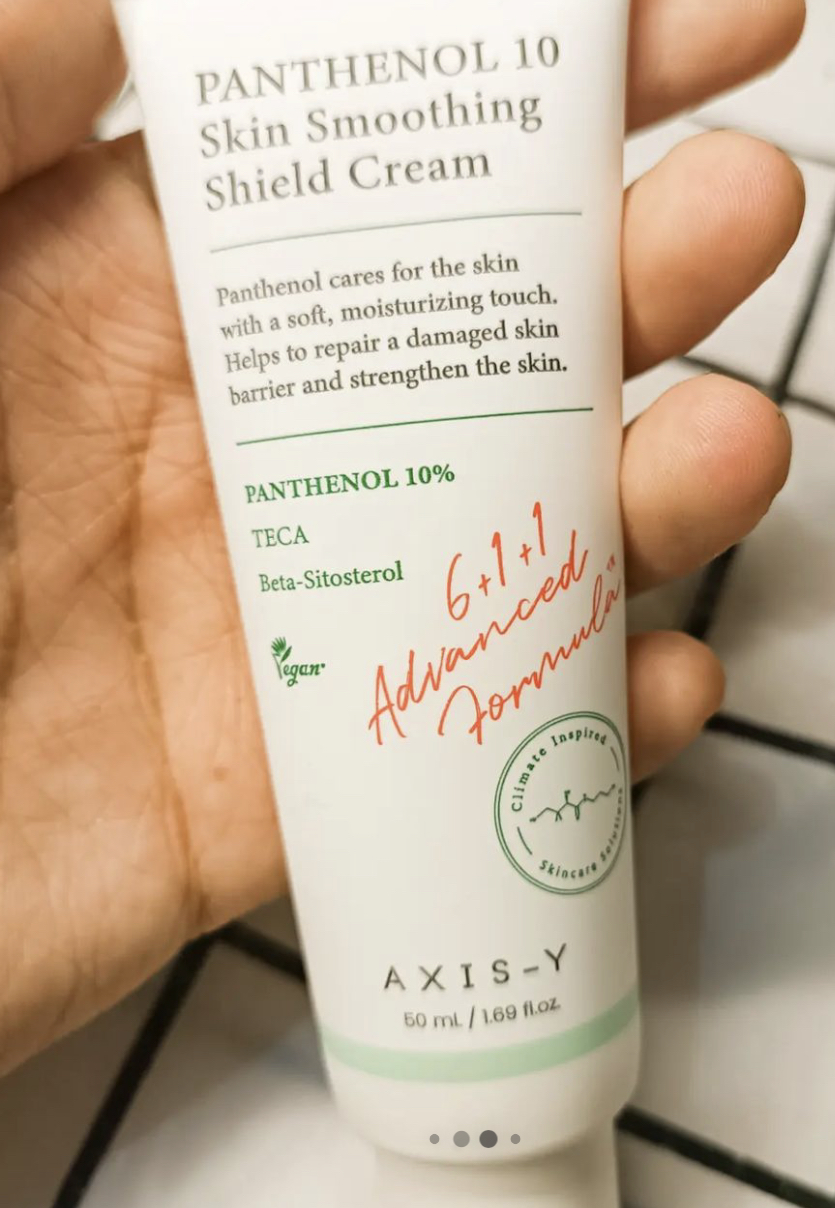 PANTHENOL 10
Skin Smoothing
Shield Cream
Panthenol cares for the skin
with a soft, moisturizing touch.
Helps to repair a damaged skin
barrier and strengthen the skin.
PANTHENOL 10%
TECA
Beta-Sitosterol
6+1+1
Advanced
Formula™
Vegan
Climate Inspired
Skincare Solutions
AXIS-Y
50 mL / 1.69 fl.oz.